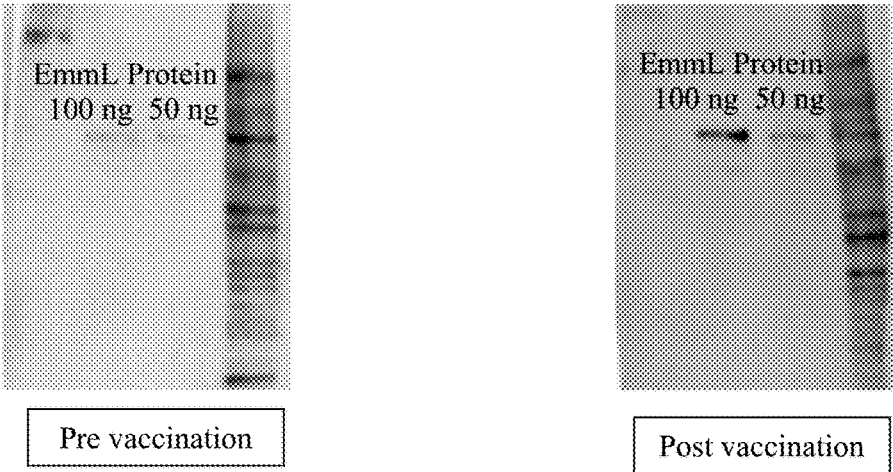 EmmL Protein
100 ng 50 ng
Pre vaccination
EmmL Protein
100 ng 50 ng
Post vaccination